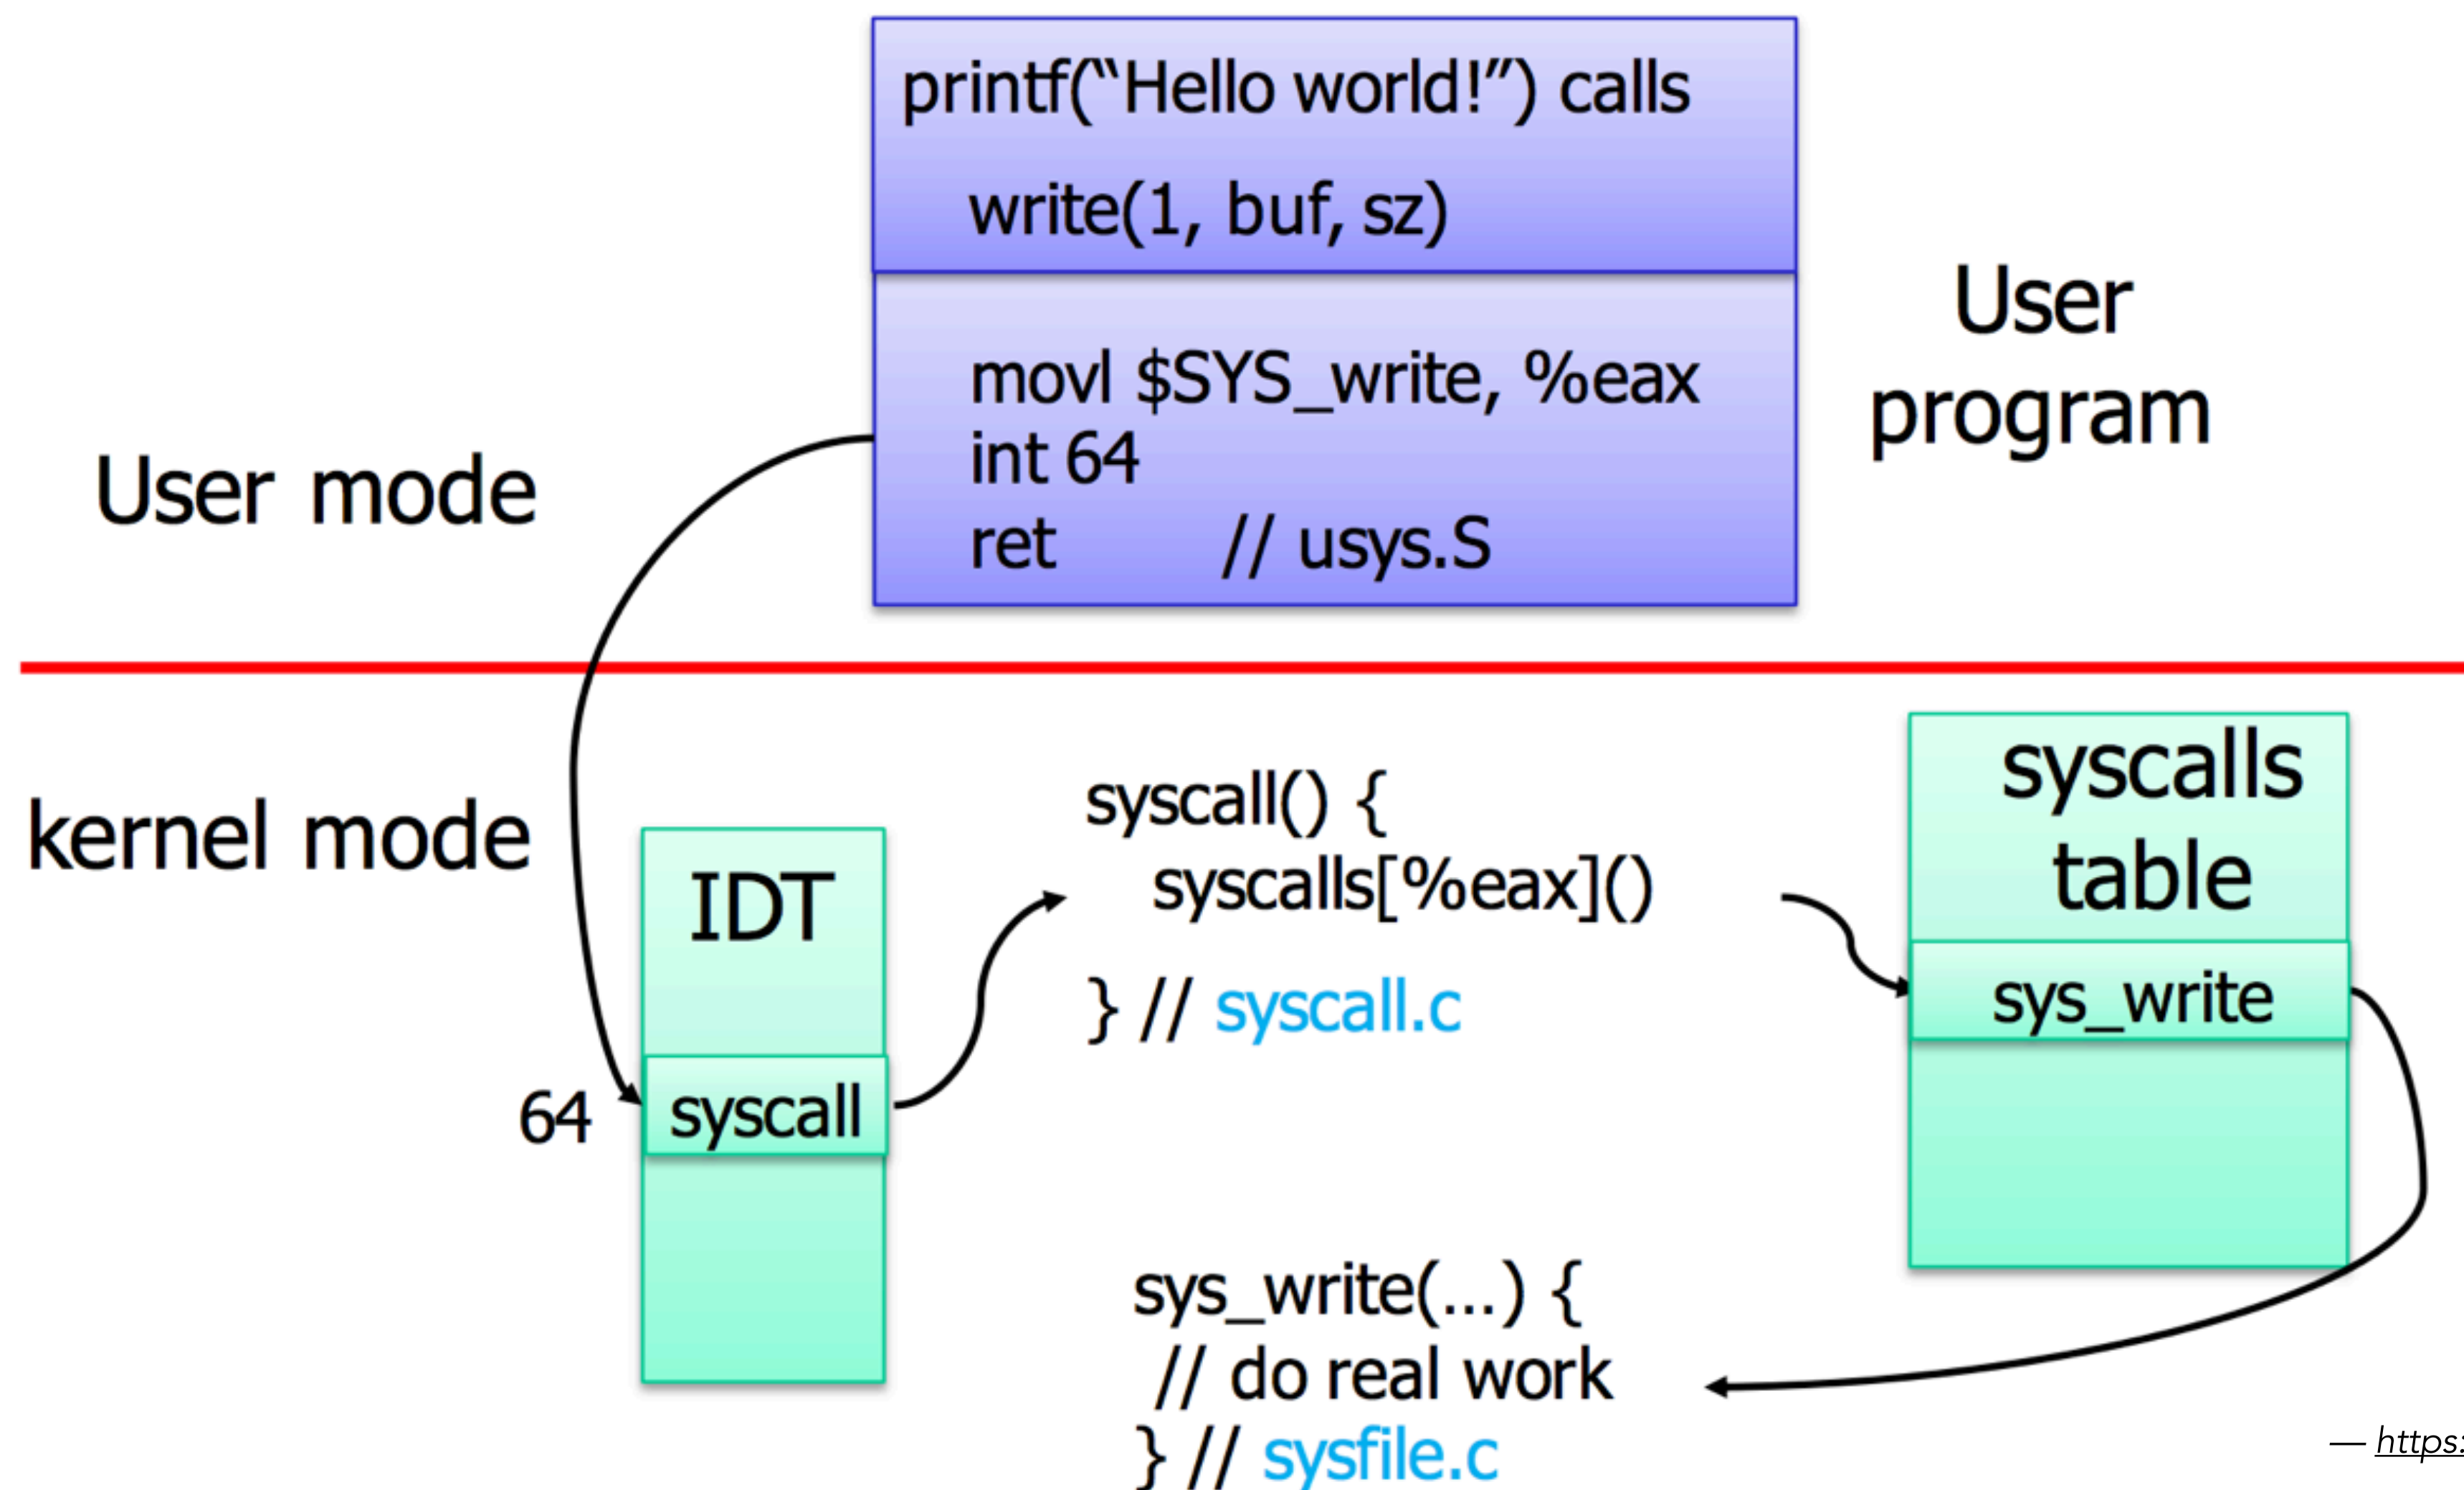 printf(“Hello world!”) calls
write(1, buf, sz)
User
program
movl $SYS_write, %eax
int 64
ret // usys.S
User mode
kernel mode
IDT
64
syscall
syscall() {
syscalls[%eax]()
} // syscall.c
syscalls
table
sys_write
sys_write(...) {
// do real work
} // sysfile.c
— https: